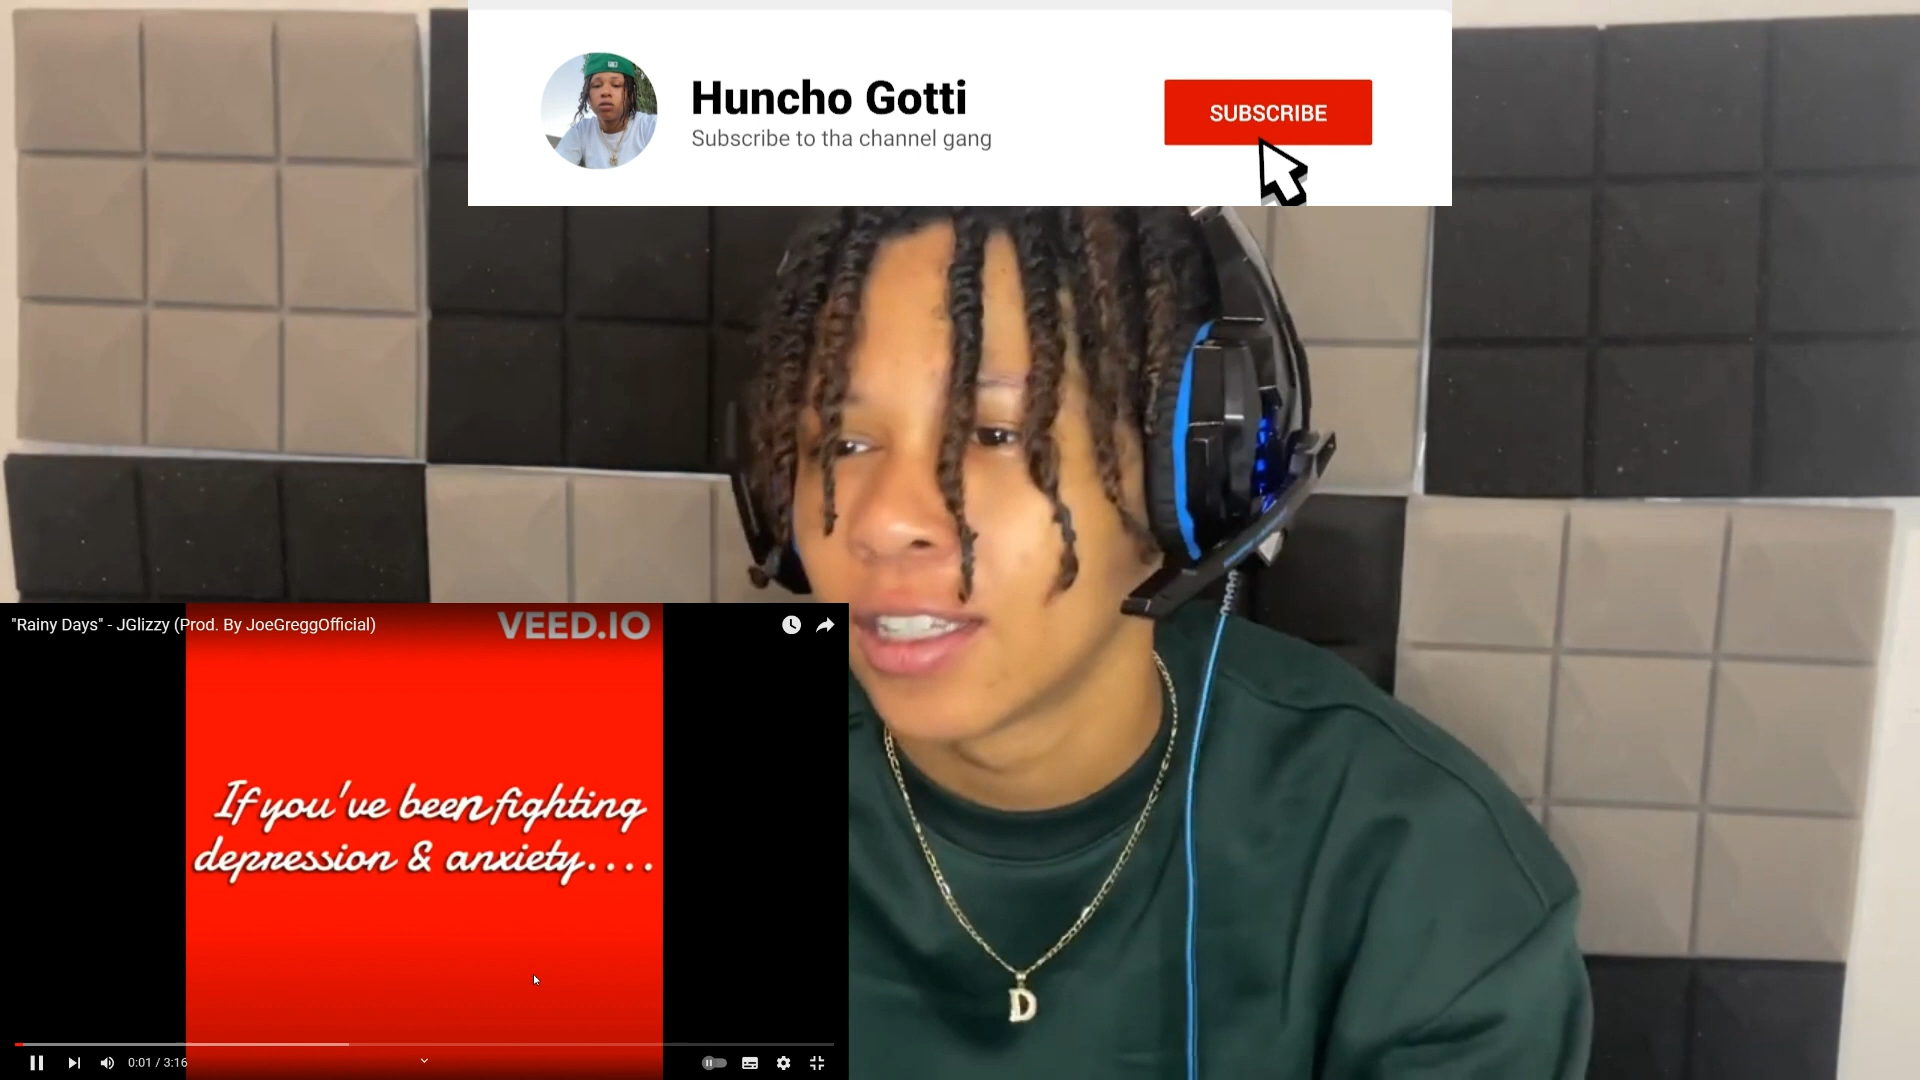 Huncho Gotti
Subscribe to tha channel gang
SUBSCRIBE
"Rainy Days" - JGlizzy (Prod. By JoeGreggOfficial)
VEED.IO
If you've been fighting
depression & anxiety....
0:01 / 3:16
D